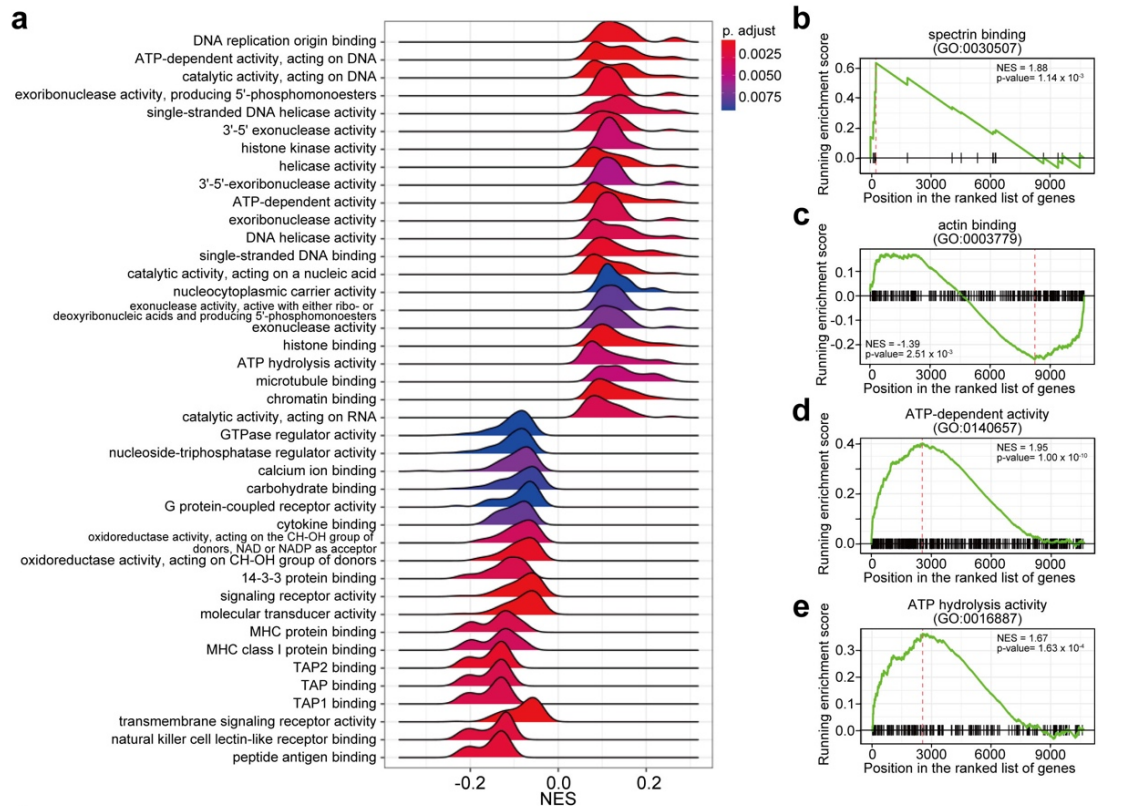 a
DNA replication origin binding
ATP-dependent activity, acting on DNA
catalytic activity, acting on DNA
exoribonuclease activity, producing 5'-phosphomonoesters
single-stranded DNA helicase activity
3'-5' exonuclease activity
histone kinase activity
helicase activity
3'-5'-exoribonuclease activity
ATP-dependent activity
exoribonuclease activity
DNA helicase activity
single-stranded DNA binding
catalytic activity, acting on a nucleic acid
nucleocytoplasmic carrier activity
exonuclease activity, active with either ribo- or
deoxyribonucleic acids and producing 5'-phosphomonoesters
exonuclease activity
histone binding
ATP hydrolysis activity
microtubule binding
chromatin binding
catalytic activity, acting on RNA
GTPase regulator activity
nucleoside-triphosphatase regulator activity
calcium ion binding
carbohydrate binding
G protein-coupled receptor activity
cytokine binding
oxidoreductase activity, acting on the CH-OH group of
donors, NAD or NADP as acceptor
oxidoreductase activity, acting on CH-OH group of donors
14-3-3 protein binding
signaling receptor activity
molecular transducer activity
MHC protein binding
MHC class I protein binding
TAP2 binding
TAP binding
TAP1 binding
transmembrane signaling receptor activity
natural killer cell lectin-like receptor binding
peptide antigen binding
-0.2 0.0 0.2
NES
p. adjust
0.0025
0.0050
0.0075
b
spectrin binding
(GO:0030507)
NES = 1.88
p-value= 1.14 x 10⁻³
Running enrichment score
0.6
0.4
0.2
0.0
0 3000 6000 9000
Position in the ranked list of genes
c
actin binding
(GO:0003779)
Running enrichment score
0.1
0.0
-0.1
-0.2
NES = -1.39
p-value= 2.51 x 10⁻³
0 3000 6000 9000
Position in the ranked list of genes
d
ATP-dependent activity
(GO:0140657)
NES = 1.95
p-value= 1.00 x 10⁻¹⁰
Running enrichment score
0.4
0.2
0.0
0 3000 6000 9000
Position in the ranked list of genes
e
ATP hydrolysis activity
(GO:0016887)
NES = 1.67
p-value= 1.63 x 10⁻⁴
Running enrichment score
0.3
0.2
0.1
0.0
0 3000 6000 9000
Position in the ranked list of genes